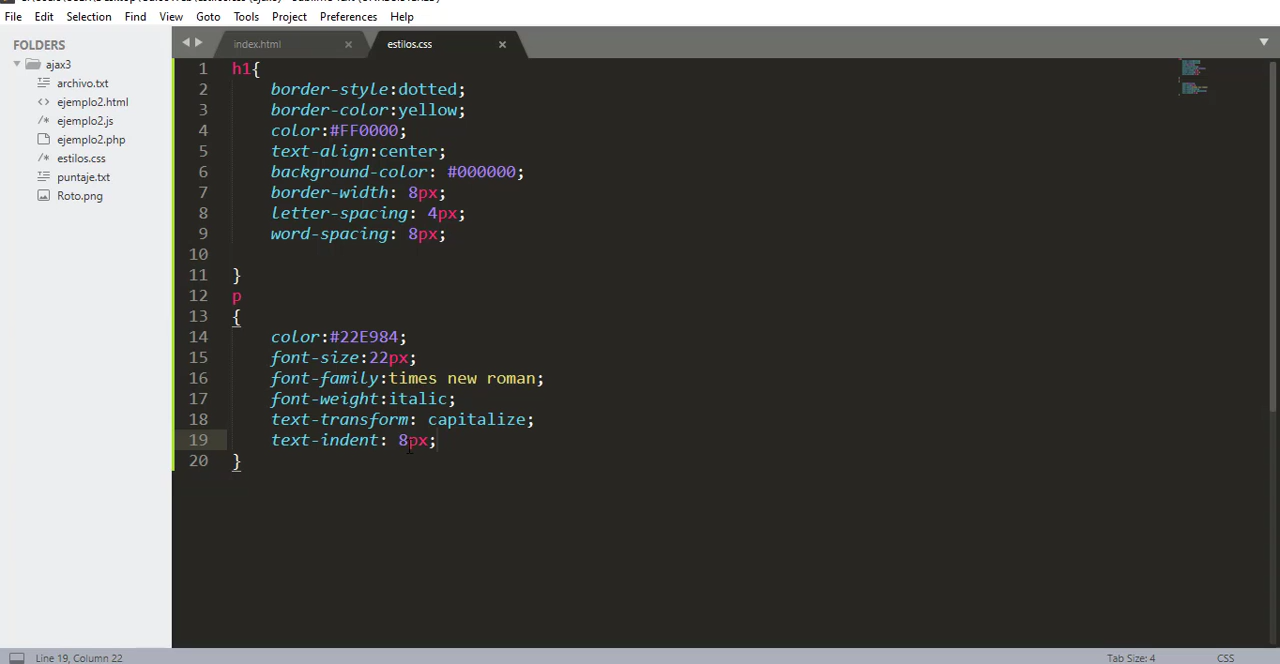 File Edit Selection Find View Goto Tools Project Preferences Help
FOLDERS
ajax3
archivo.txt
ejemplo2.html
ejemplo2.js
ejemplo2.php
estilos.css
puntaje.txt
Roto.png
index.html × estilos.css ×
1 h1{
2 border-style:dotted;
3 border-color:yellow;
4 color:#FF0000;
5 text-align:center;
6 background-color: #000000;
7 border-width: 8px;
8 letter-spacing: 4px;
9 word-spacing: 8px;
10
11 }
12 p
13 {
14 color:#22E984;
15 font-size:22px;
16 font-family:times new roman;
17 font-weight:italic;
18 text-transform: capitalize;
19 text-indent: 8px;
20 }
Line 19, Column 22 Tab Size: 4 CSS